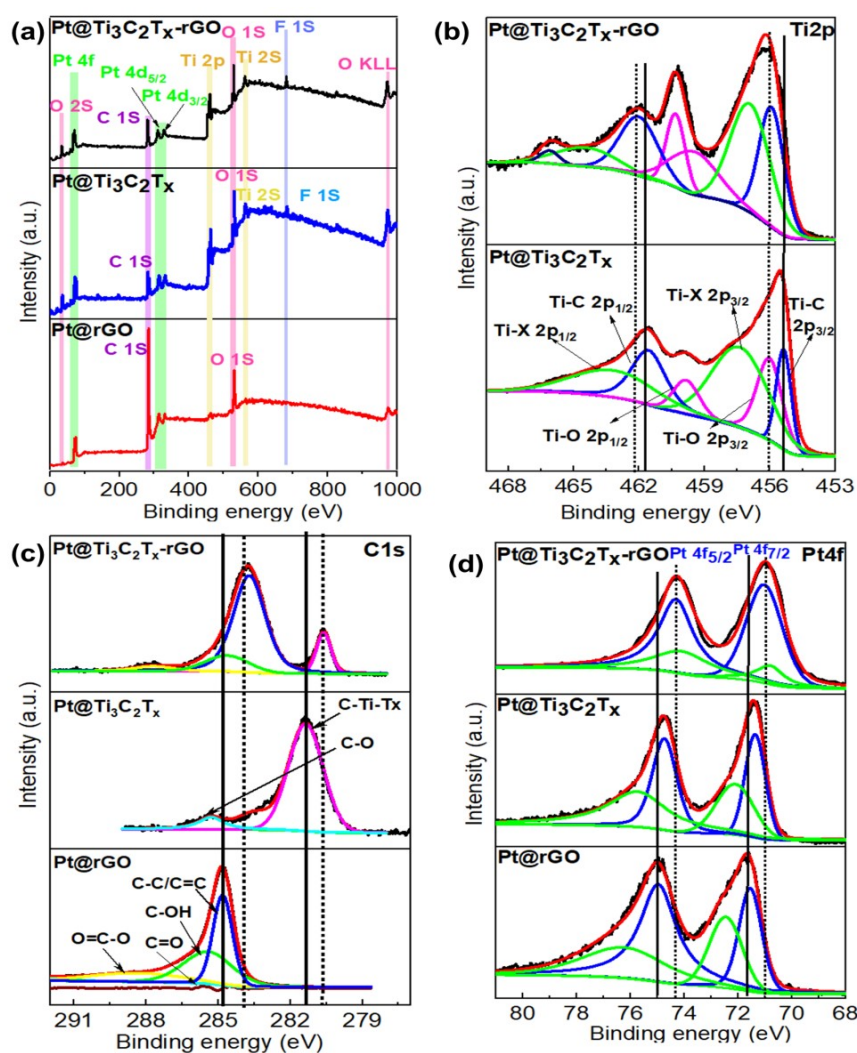 (a)
Pt@Ti₃C₂Tₓ-rGO
O 1S
F 1S
Pt 4f
Ti 2p
Ti 2S
Pt 4d₅/₂
Pt 4d₃/₂
O KLL
O 2S
C 1S
Pt@Ti₃C₂Tₓ
O 1S
Ti 2S
F 1S
C 1S
Pt@rGO
C 1S
O 1S
Intensity (a.u.)
0 200 400 600 800 1000
Binding energy (eV)
(b)
Pt@Ti₃C₂Tₓ-rGO
Ti2p
Pt@Ti₃C₂Tₓ
Ti-C 2p₁/₂
Ti-X 2p₃/₂
Ti-C
2p₃/₂
Ti-X 2p₁/₂
Ti-O 2p₁/₂
Ti-O 2p₃/₂
Intensity (a.u.)
468 465 462 459 456 453
Binding energy (eV)
(c)
Pt@Ti₃C₂Tₓ-rGO
C1s
Pt@Ti₃C₂Tₓ
C-Ti-Tx
C-O
Pt@rGO
C-C/C=C
C-OH
O=C-O
C=O
Intensity (a.u.)
291 288 285 282 279
Binding energy (eV)
(d)
Pt@Ti₃C₂Tₓ-rGO
Pt 4f₅/₂
Pt 4f₇/₂
Pt4f
Pt@Ti₃C₂Tₓ
Pt@rGO
Intensity (a.u.)
80 78 76 74 72 70 68
Binding energy (eV)